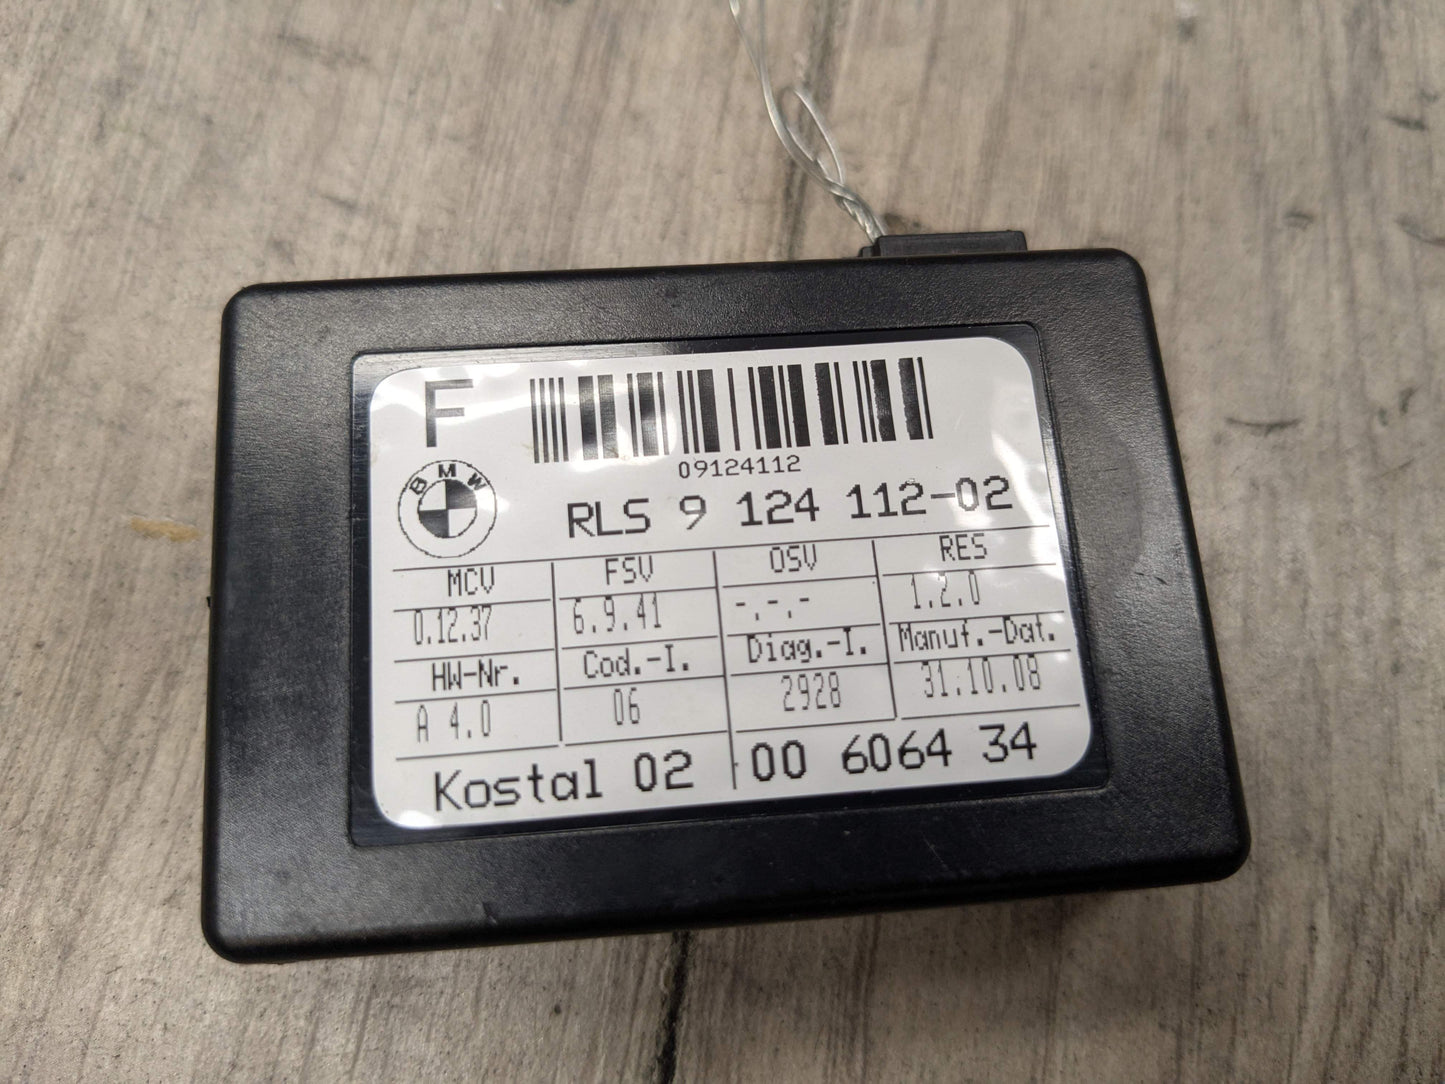 F
09124112
BMW
RLS 9 124 112-02
MCV FSV OSV RES
0.12.37 6.9.41 -.-.- 1.2.0
HW-Nr. Cod.-I. Diag.-I. Manuf.-Dat.
A 4.0 06 2928 31.10.08
Kostal 02 00 6064 34